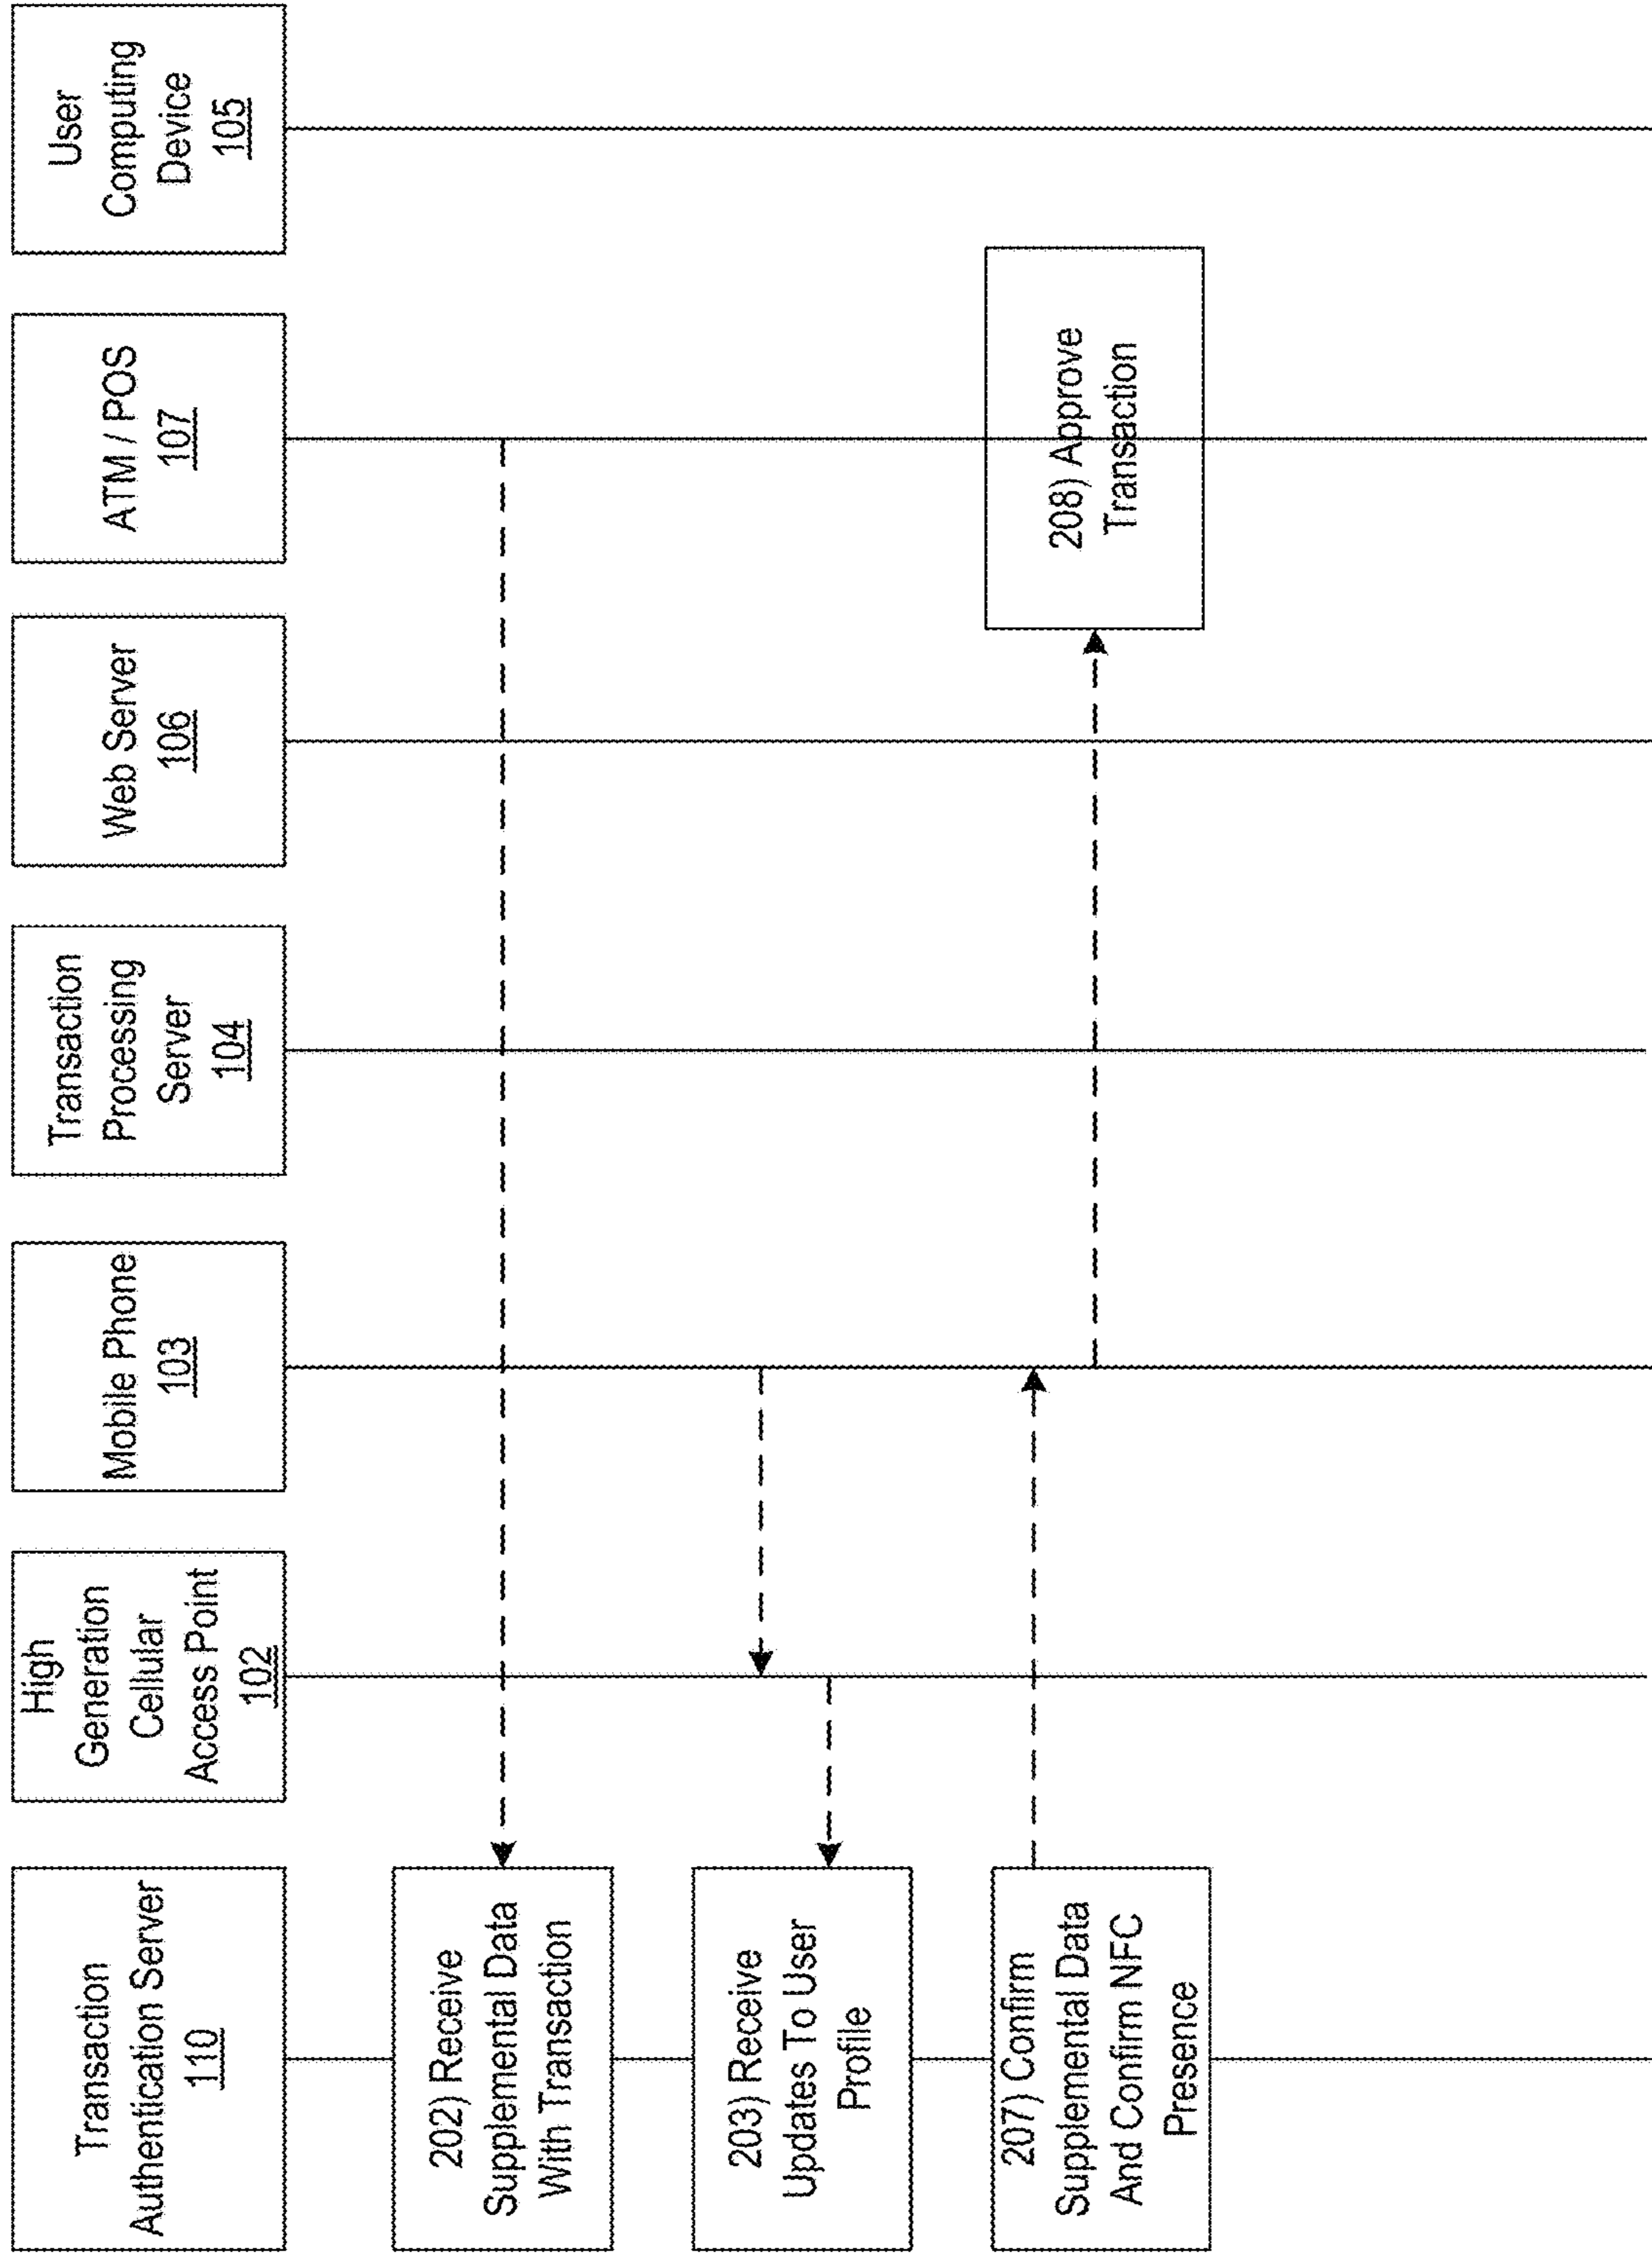 Transaction
Authentication Server
110
High
Generation
Cellular
Access Point
102
Mobile Phone
103
Transaction
Processing
Server
104
Web Server
106
ATM / POS
107
User
Computing
Device
105
202) Receive
Supplemental Data
With Transaction
203) Receive
Updates To User
Profile
207) Confirm
Supplemental Data
And Confirm NFC
Presence
208) Approve
Transaction